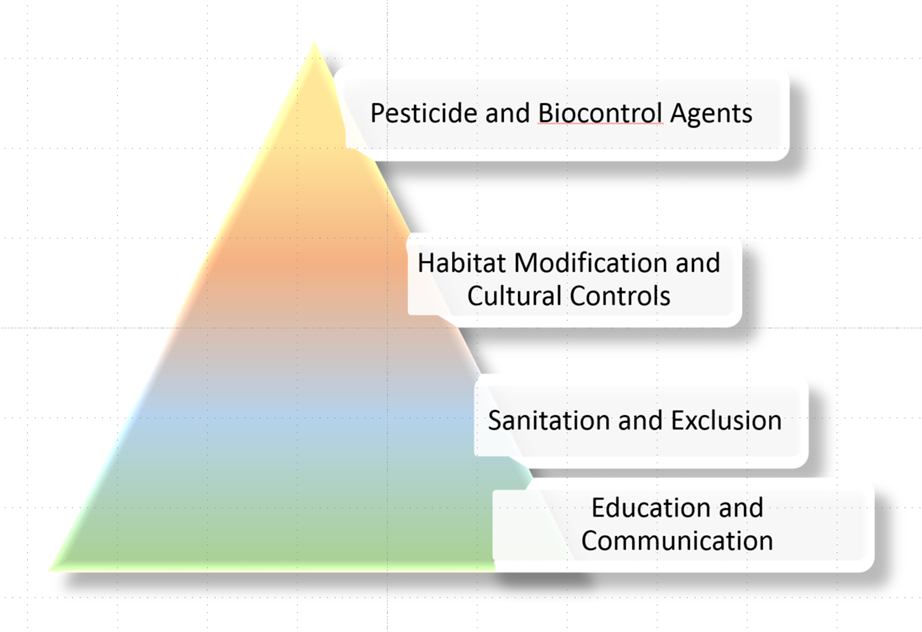 Pesticide and Biocontrol Agents
Habitat Modification and
Cultural Controls
Sanitation and Exclusion
Education and
Communication